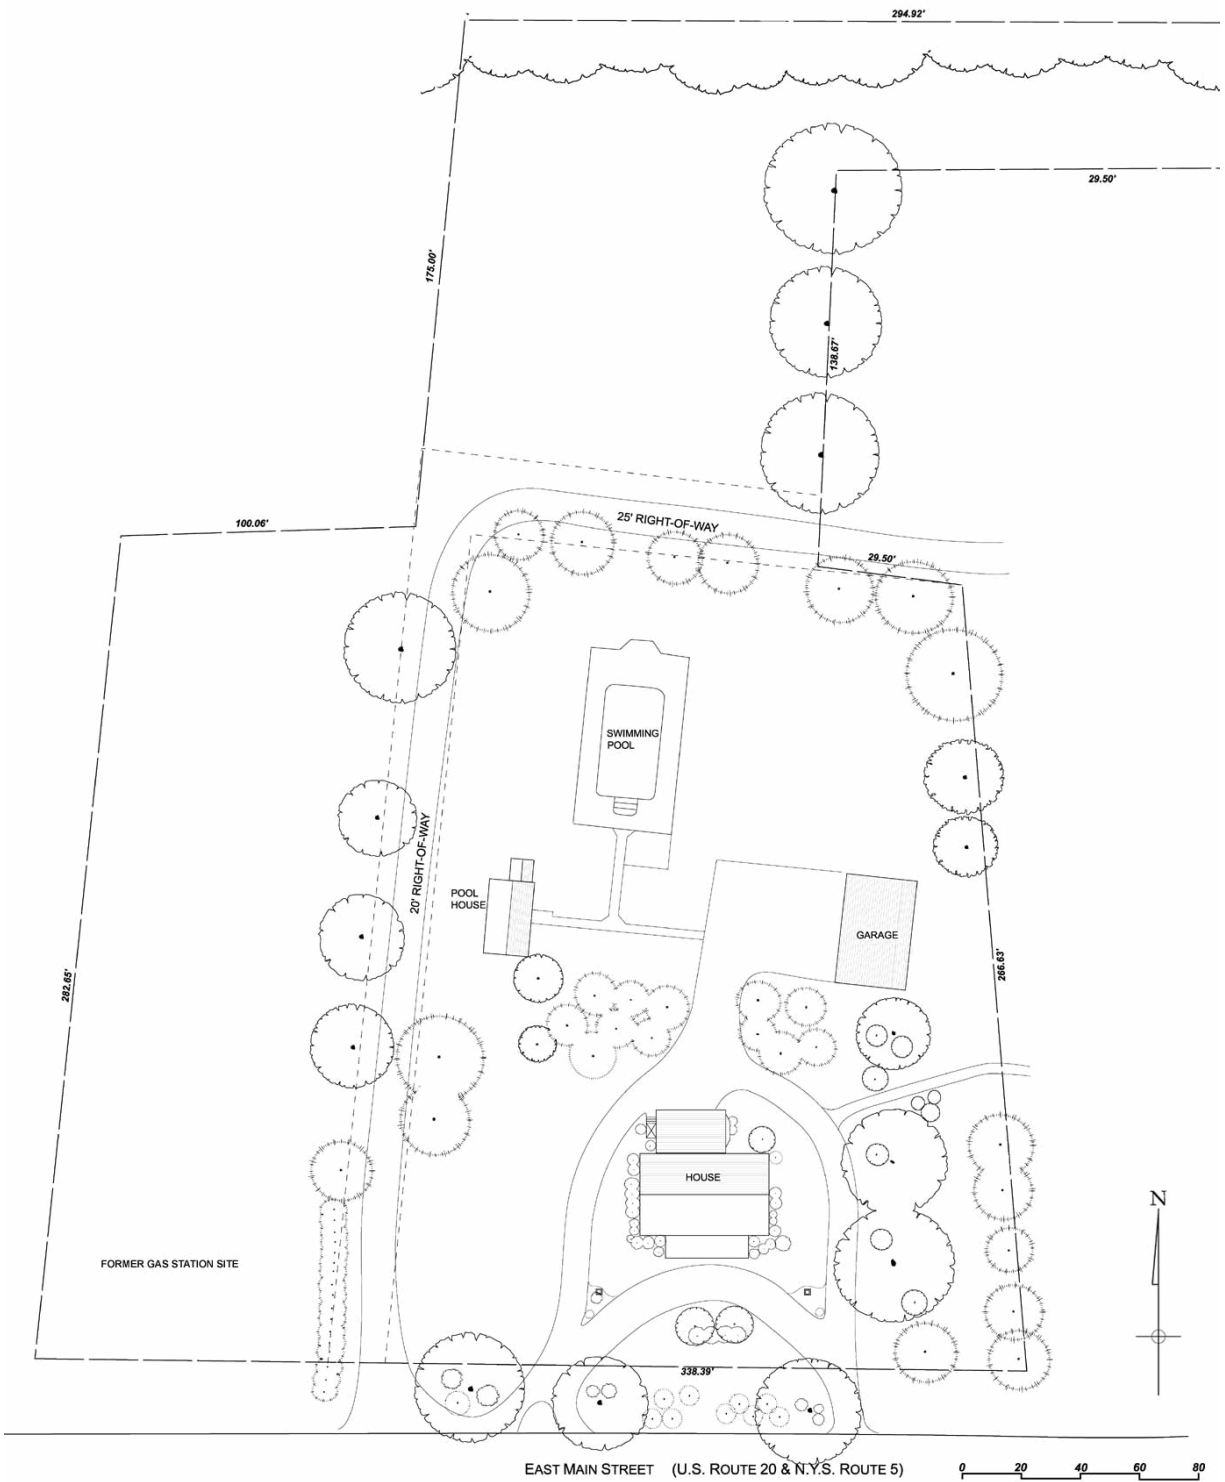 294.92'
29.50'
175.00'
138.67'
25' RIGHT-OF-WAY
100.06'
29.50'
SWIMMING
POOL
20' RIGHT-OF-WAY
POOL
HOUSE
GARAGE
282.65'
266.63'
HOUSE
N
FORMER GAS STATION SITE
338.39'
EAST MAIN STREET (U.S. ROUTE 20 & N.Y.S. ROUTE 5)
0 20 40 60 80